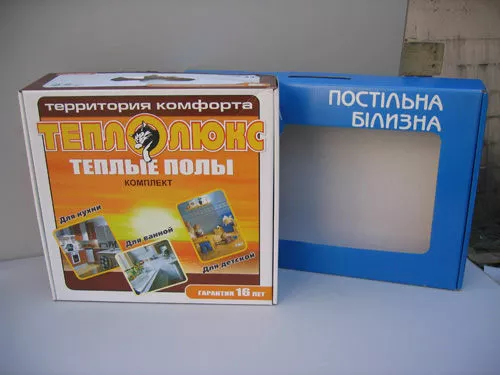 территория комфорта
ТЕПЛОЛЮКС
ТЕПЛЫЕ ПОЛЫ
КОМПЛЕКТ
Для кухни
Для ванной
Для детской
ГАРАНТИЯ 16 ЛЕТ
ПОСТІЛЬНА
БІЛИЗНА